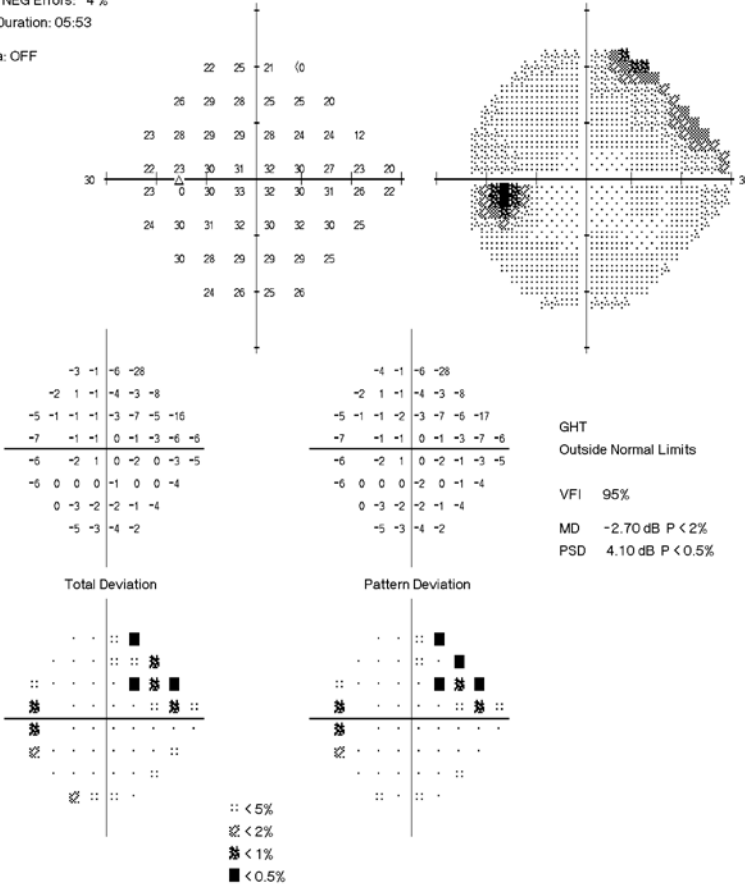 NEG Errors: 4 %
Duration: 05:53
a: OFF
22 25 21 (0
26 29 28 25 25 20
23 28 29 29 28 24 24 12
22 23 30 31 32 30 27 23 20
30
23 0 30 33 32 30 31 26 22
24 30 31 32 30 32 30 25
30 28 29 29 29 25
24 26 25 26
-3 -1 -6 -28
-2 1 -1 -4 -3 -8
-5 -1 -1 -1 -3 -7 -5 -16
-7 -1 -1 0 -1 -3 -6 -6
-6 -2 1 0 -2 0 -3 -5
-6 0 0 0 -1 0 0 -4
0 -3 -2 -2 -1 -4
-5 -3 -4 -2
-4 -1 -6 -28
-2 1 -1 -4 -3 -8
-5 -1 -1 -2 -3 -7 -6 -17
-7 -1 -1 0 -1 -3 -7 -6
-6 -2 1 0 -2 -1 -3 -5
-6 0 0 0 -2 0 -1 -4
0 -3 -2 -2 -1 -4
-5 -3 -4 -2
GHT
Outside Normal Limits
VFI 95%
MD -2.70 dB P < 2%
PSD 4.10 dB P < 0.5%
Total Deviation
Pattern Deviation
< 5%
< 2%
< 1%
< 0.5%